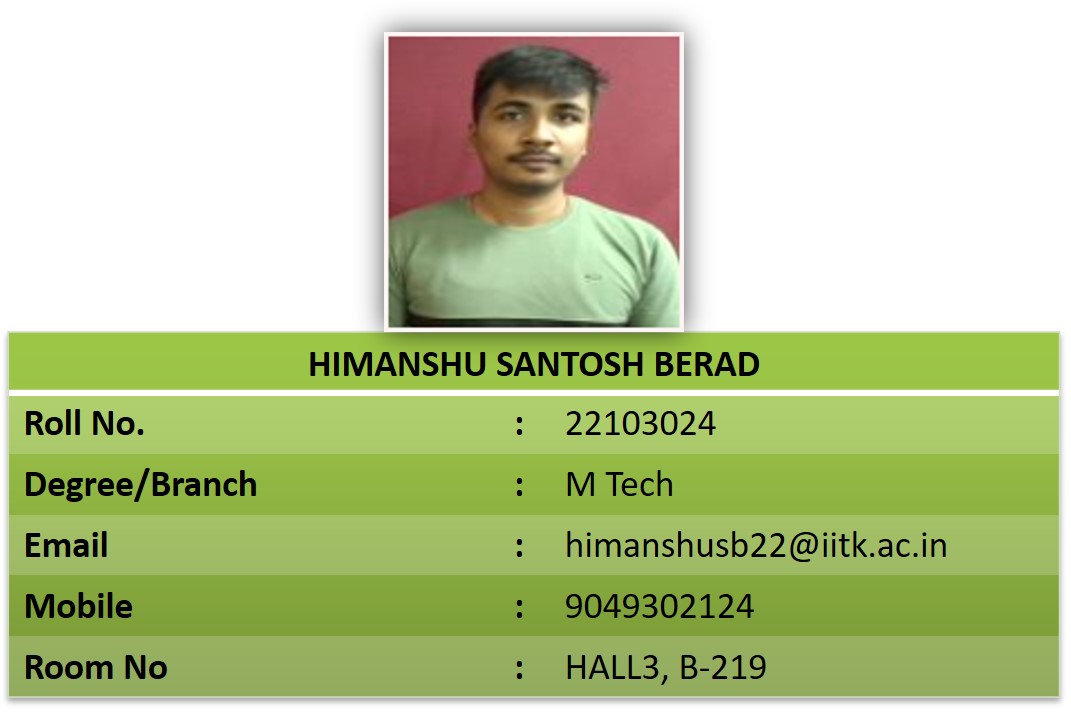 HIMANSHU SANTOSH BERAD
Roll No. : 22103024
Degree/Branch : M Tech
Email : himanshusb22@iitk.ac.in
Mobile : 9049302124
Room No : HALL3, B-219